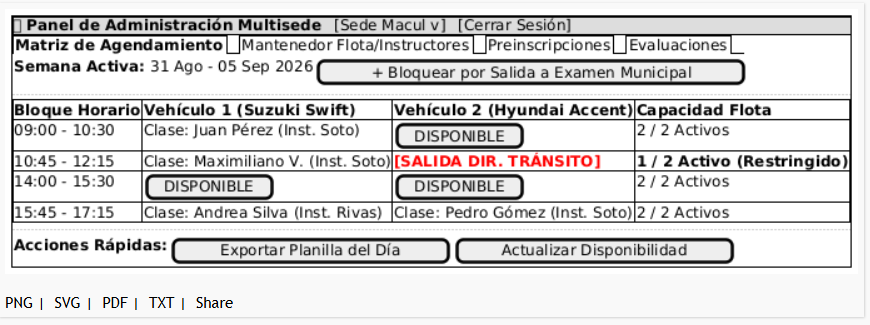 Panel de Administración Multisede [Sede Macul v] [Cerrar Sesión]
Matriz de Agendamiento Mantenedor Flota/Instructores Preinscripciones Evaluaciones
Semana Activa: 31 Ago - 05 Sep 2026 + Bloquear por Salida a Examen Municipal
Bloque Horario Vehículo 1 (Suzuki Swift) Vehículo 2 (Hyundai Accent) Capacidad Flota
09:00 - 10:30 Clase: Juan Pérez (Inst. Soto) DISPONIBLE 2 / 2 Activos
10:45 - 12:15 Clase: Maximiliano V. (Inst. Soto) [SALIDA DIR. TRÁNSITO] 1 / 2 Activo (Restringido)
14:00 - 15:30 DISPONIBLE DISPONIBLE 2 / 2 Activos
15:45 - 17:15 Clase: Andrea Silva (Inst. Rivas) Clase: Pedro Gómez (Inst. Soto) 2 / 2 Activos
Acciones Rápidas: Exportar Planilla del Día Actualizar Disponibilidad
PNG | SVG | PDF | TXT | Share